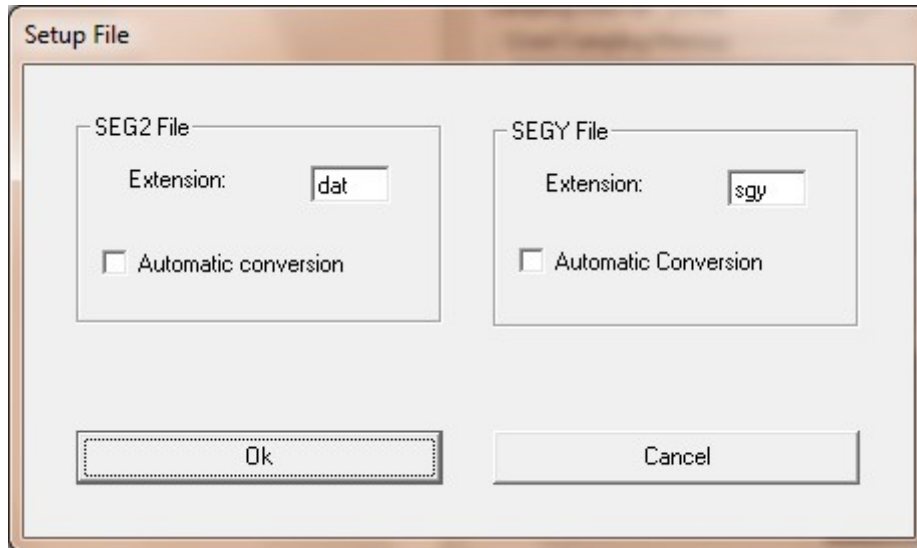 Setup File
SEG2 File
Extension: dat
Automatic conversion
SEGY File
Extension: sgy
Automatic Conversion
Ok
Cancel